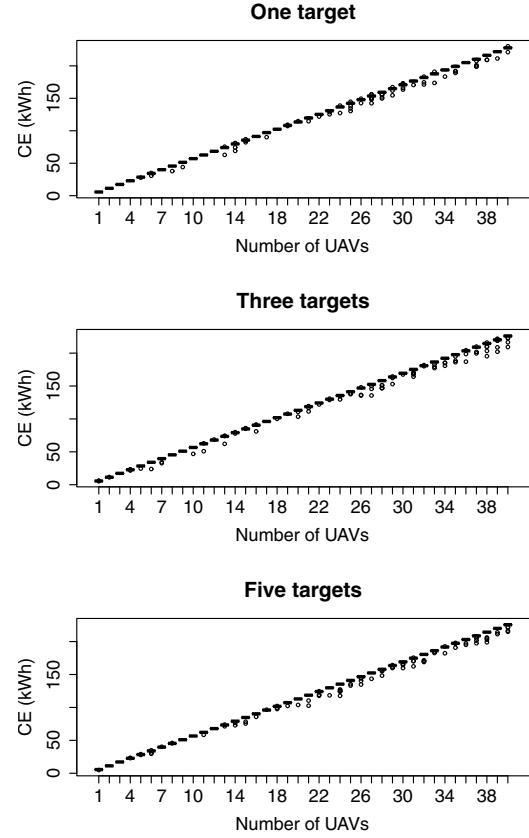 One target
CE (kWh)
0 50 150
1 4 7 10 14 18 22 26 30 34 38
Number of UAVs
Three targets
CE (kWh)
0 50 150
1 4 7 10 14 18 22 26 30 34 38
Number of UAVs
Five targets
CE (kWh)
0 50 150
1 4 7 10 14 18 22 26 30 34 38
Number of UAVs